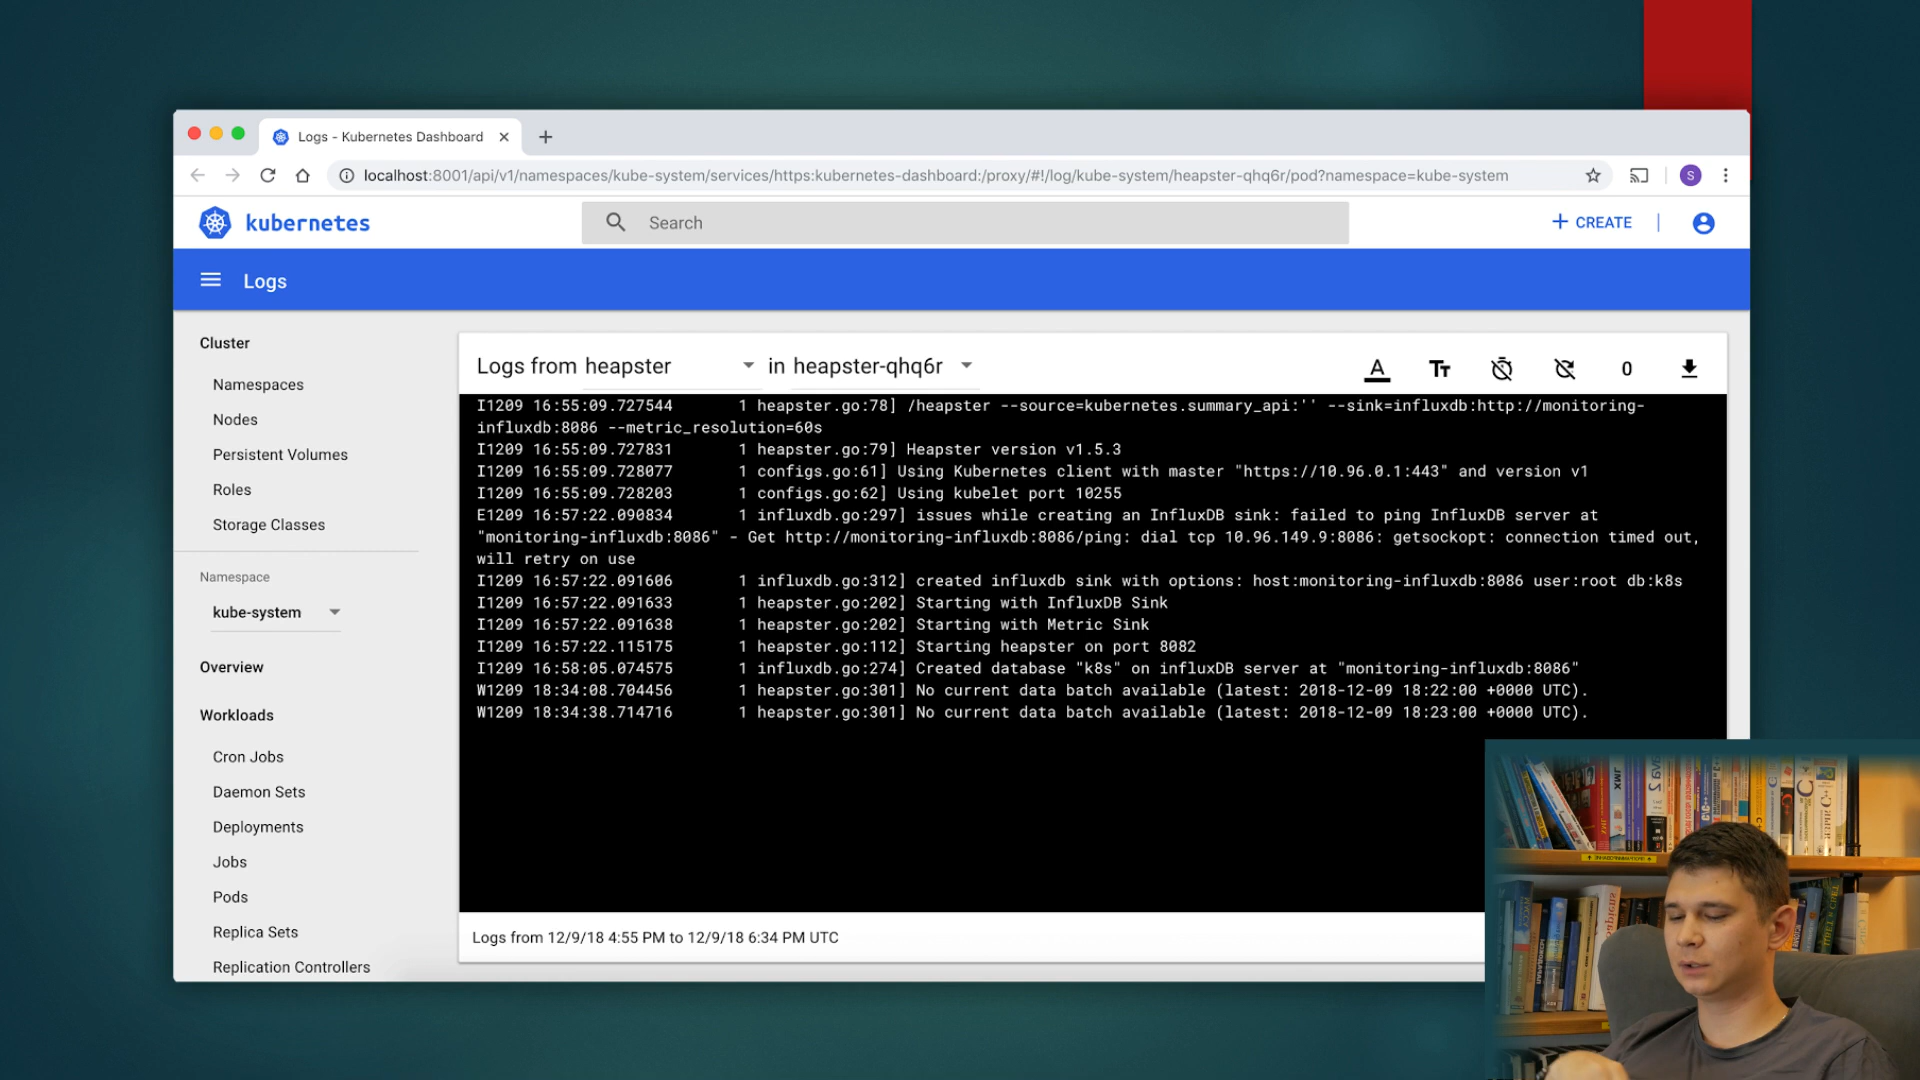 Logs - Kubernetes Dashboard
localhost:8001/api/v1/namespaces/kube-system/services/https:kubernetes-dashboard:/proxy/#!/log/kube-system/heapster-qhq6r/pod?namespace=kube-system
S
kubernetes
Search
+ CREATE
Logs
Cluster
Namespaces
Nodes
Persistent Volumes
Roles
Storage Classes
Namespace
kube-system
Overview
Workloads
Cron Jobs
Daemon Sets
Deployments
Jobs
Pods
Replica Sets
Replication Controllers
Logs from heapster in heapster-qhq6r
A
TT
0
I1209 16:55:09.727544 1 heapster.go:78] /heapster --source=kubernetes.summary_api:'' --sink=influxdb:http://monitoring-
influxdb:8086 --metric_resolution=60s
I1209 16:55:09.727831 1 heapster.go:79] Heapster version v1.5.3
I1209 16:55:09.728077 1 configs.go:61] Using Kubernetes client with master "https://10.96.0.1:443" and version v1
I1209 16:55:09.728203 1 configs.go:62] Using kubelet port 10255
E1209 16:57:22.090834 1 influxdb.go:297] issues while creating an InfluxDB sink: failed to ping InfluxDB server at
"monitoring-influxdb:8086" - Get http://monitoring-influxdb:8086/ping: dial tcp 10.96.149.9:8086: getsockopt: connection timed out,
will retry on use
I1209 16:57:22.091606 1 influxdb.go:312] created influxdb sink with options: host:monitoring-influxdb:8086 user:root db:k8s
I1209 16:57:22.091633 1 heapster.go:202] Starting with InfluxDB Sink
I1209 16:57:22.091638 1 heapster.go:202] Starting with Metric Sink
I1209 16:57:22.115175 1 heapster.go:112] Starting heapster on port 8082
I1209 16:58:05.074575 1 influxdb.go:274] Created database "k8s" on influxDB server at "monitoring-influxdb:8086"
W1209 18:34:08.704456 1 heapster.go:301] No current data batch available (latest: 2018-12-09 18:22:00 +0000 UTC).
W1209 18:34:38.714716 1 heapster.go:301] No current data batch available (latest: 2018-12-09 18:23:00 +0000 UTC).
Logs from 12/9/18 4:55 PM to 12/9/18 6:34 PM UTC
JMX